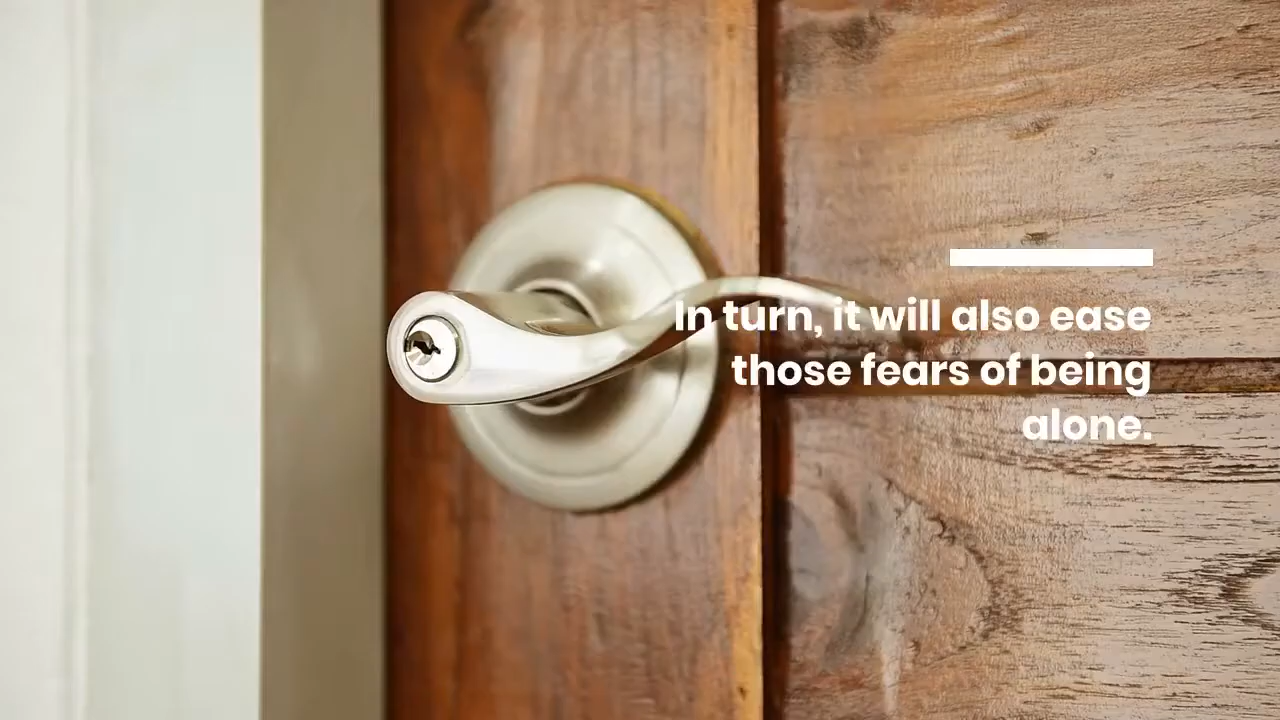 In turn, it will also ease
those fears of being
alone.